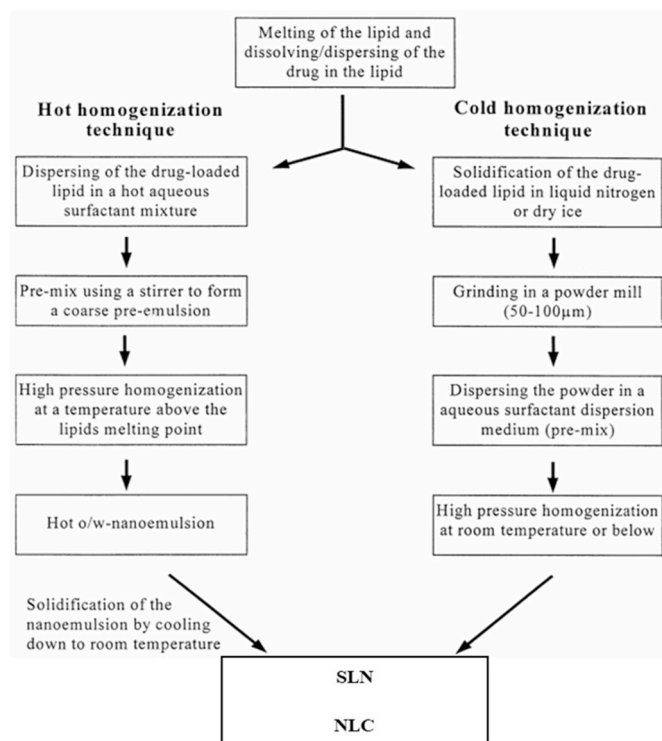 Melting of the lipid and
dissolving/dispersing of the
drug in the lipid
Hot homogenization
technique
Cold homogenization
technique
Dispersing of the drug-loaded
lipid in a hot aqueous
surfactant mixture
Solidification of the drug-
loaded lipid in liquid nitrogen
or dry ice
Pre-mix using a stirrer to form
a coarse pre-emulsion
Grinding in a powder mill
(50-100μm)
High pressure homogenization
at a temperature above the
lipids melting point
Dispersing the powder in a
aqueous surfactant dispersion
medium (pre-mix)
Hot o/w-nanoemulsion
High pressure homogenization
at room temperature or below
Solidification of the
nanoemulsion by cooling
down to room temperature
SLN
NLC